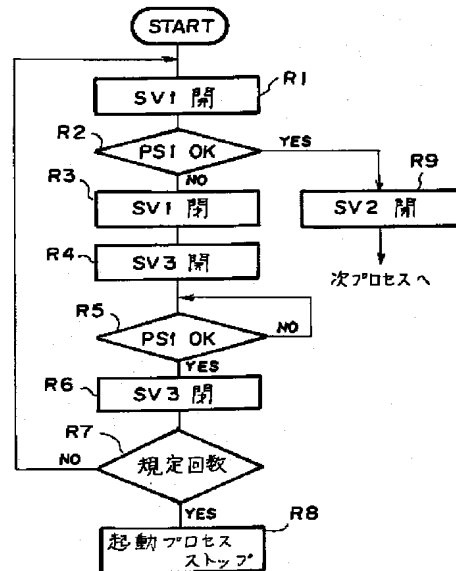 START
R1
SV1 開
R2
PS1 OK
YES
NO
R9
SV2 開
次プロセスへ
R3
SV1 閉
R4
SV3 開
R5
PS1 OK
NO
YES
R6
SV3 閉
R7
規定回数
NO
YES
R8
起動プロセス
ストップ